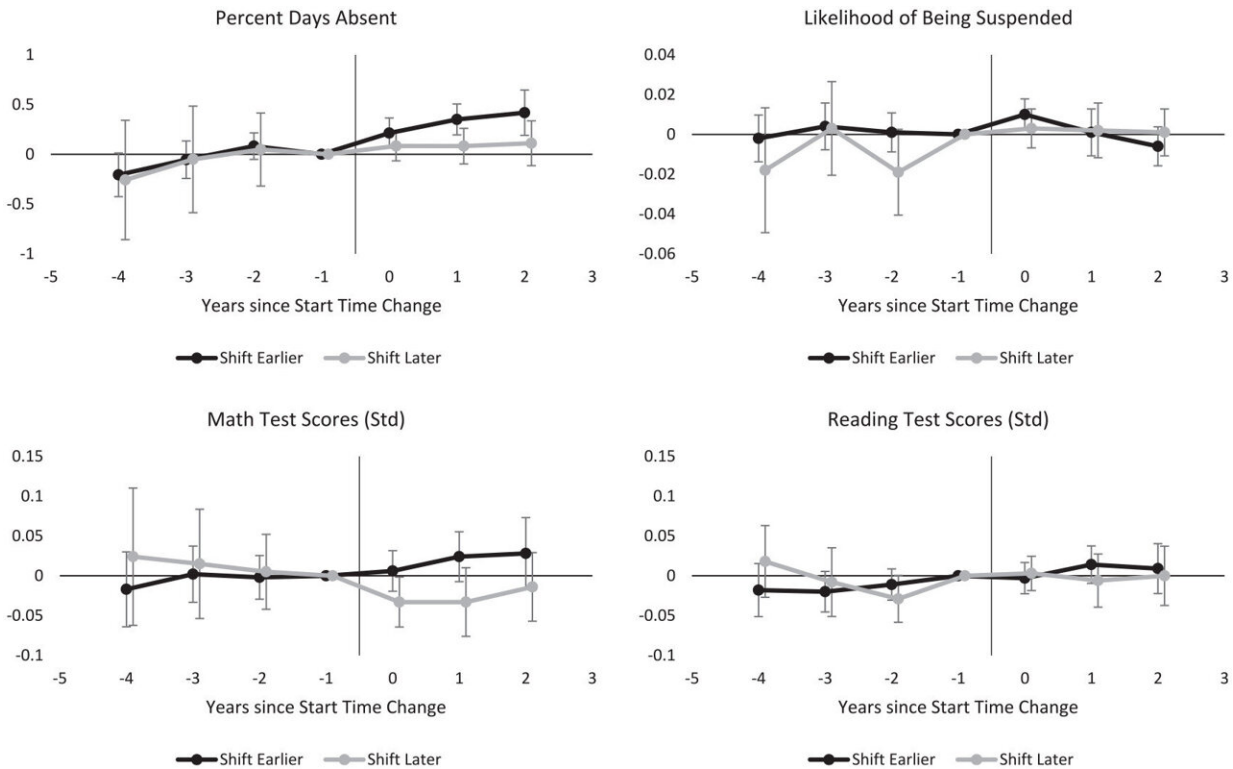 Percent Days Absent
1
0.5
0
-0.5
-1
-5 -4 -3 -2 -1 0 1 2 3
Years since Start Time Change
Shift Earlier Shift Later
Likelihood of Being Suspended
0.04
0.02
0
-0.02
-0.04
-0.06
-5 -4 -3 -2 -1 0 1 2 3
Years since Start Time Change
Shift Earlier Shift Later
Math Test Scores (Std)
0.15
0.1
0.05
0
-0.05
-0.1
-5 -4 -3 -2 -1 0 1 2 3
Years since Start Time Change
Shift Earlier Shift Later
Reading Test Scores (Std)
0.15
0.1
0.05
0
-0.05
-0.1
-5 -4 -3 -2 -1 0 1 2 3
Years since Start Time Change
Shift Earlier Shift Later